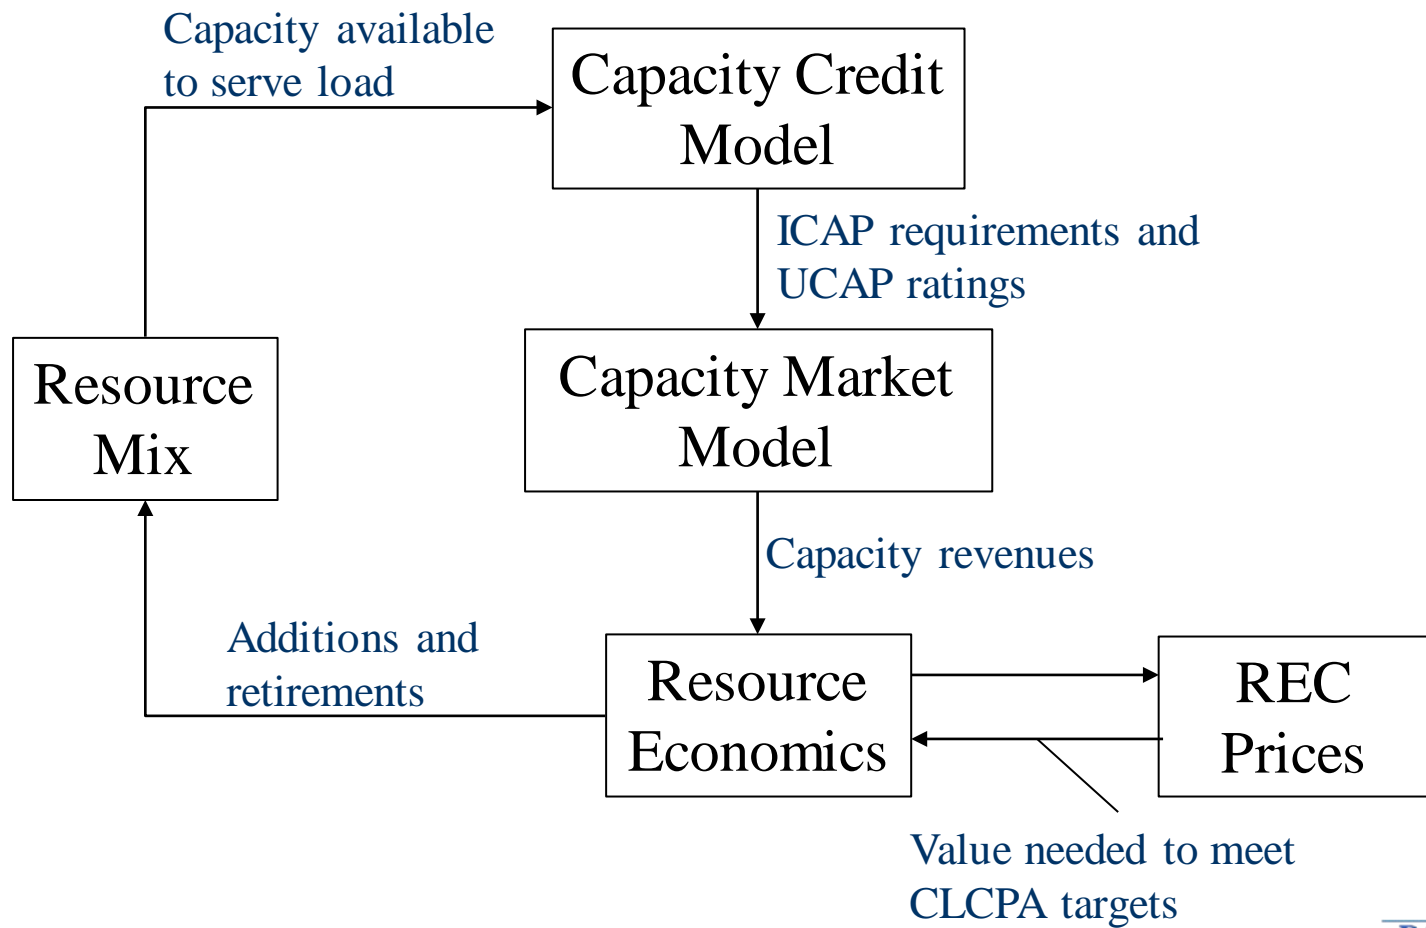 Capacity available
to serve load
Capacity Credit
Model
ICAP requirements and
UCAP ratings
Resource
Mix
Capacity Market
Model
Capacity revenues
Additions and
retirements
Resource
Economics
REC
Prices
Value needed to meet
CLCPA targets